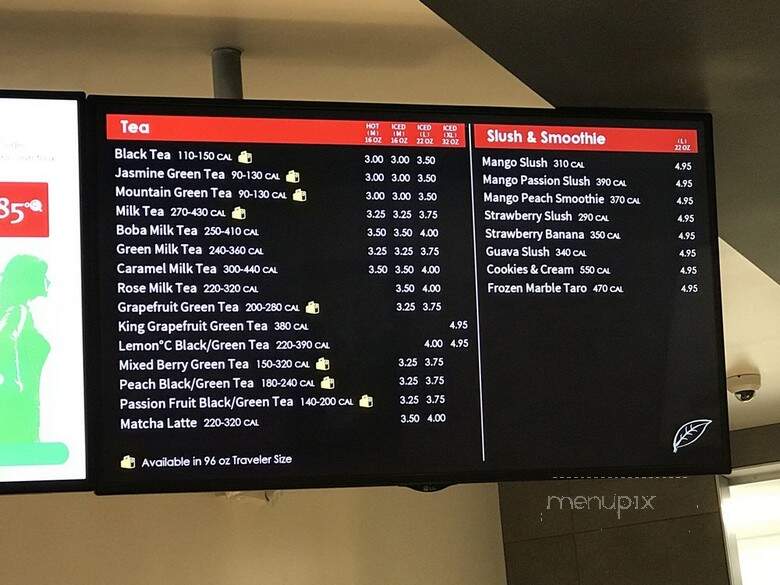 85°
Tea
HOT (M) 16 OZ
ICED (M) 16 OZ
ICED (L) 22 OZ
ICED (XL) 32 OZ
Black Tea 110-150 CAL 3.00 3.00 3.50
Jasmine Green Tea 90-130 CAL 3.00 3.00 3.50
Mountain Green Tea 90-130 CAL 3.00 3.00 3.50
Milk Tea 270-430 CAL 3.25 3.25 3.75
Boba Milk Tea 250-410 CAL 3.50 3.50 4.00
Green Milk Tea 240-360 CAL 3.25 3.25 3.75
Caramel Milk Tea 300-440 CAL 3.50 3.50 4.00
Rose Milk Tea 220-320 CAL 3.50 4.00
Grapefruit Green Tea 200-280 CAL 3.25 3.75
King Grapefruit Green Tea 380 CAL 4.95
Lemon°C Black/Green Tea 220-390 CAL 4.00 4.95
Mixed Berry Green Tea 150-320 CAL 3.25 3.75
Peach Black/Green Tea 180-240 CAL 3.25 3.75
Passion Fruit Black/Green Tea 140-200 CAL 3.25 3.75
Matcha Latte 220-320 CAL 3.50 4.00
Available in 96 oz Traveler Size
Slush & Smoothie
(L) 22 OZ
Mango Slush 310 CAL 4.95
Mango Passion Slush 390 CAL 4.95
Mango Peach Smoothie 370 CAL 4.95
Strawberry Slush 290 CAL 4.95
Strawberry Banana 350 CAL 4.95
Guava Slush 340 CAL 4.95
Cookies & Cream 550 CAL 4.95
Frozen Marble Taro 470 CAL 4.95
menupix